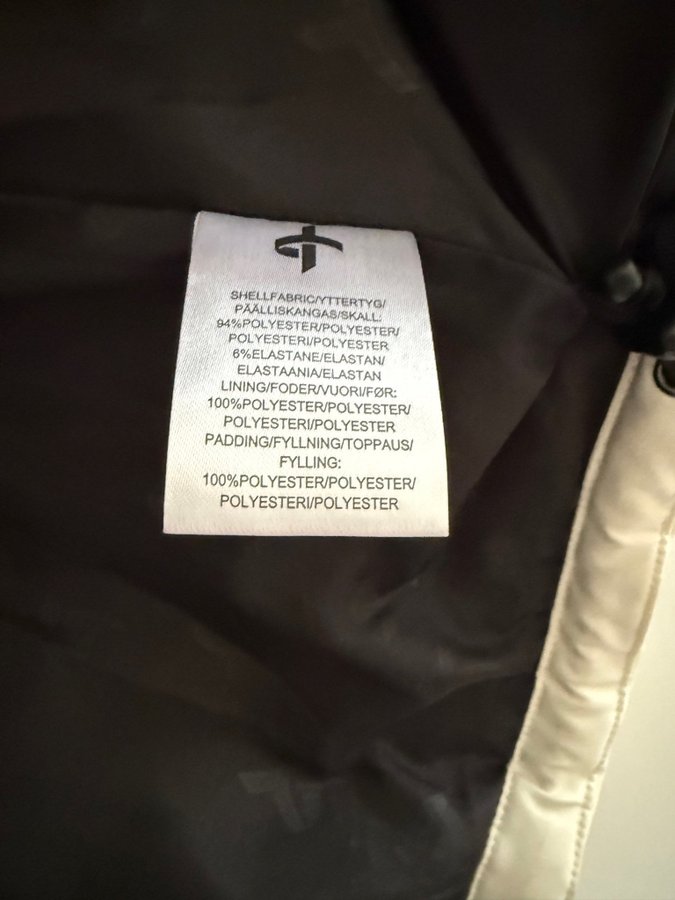 SHELLFABRIC/YTTERTYG/
PÄÄLLISKANGAS/SKALL:
94%POLYESTER/POLYESTER/
POLYESTERI/POLYESTER
6%ELASTANE/ELASTAN/
ELASTAANIA/ELASTAN
LINING/FODER/VUORI/FØR:
100%POLYESTER/POLYESTER/
POLYESTERI/POLYESTER
PADDING/FYLLNING/TOPPAUS/
FYLLING:
100%POLYESTER/POLYESTER/
POLYESTERI/POLYESTER